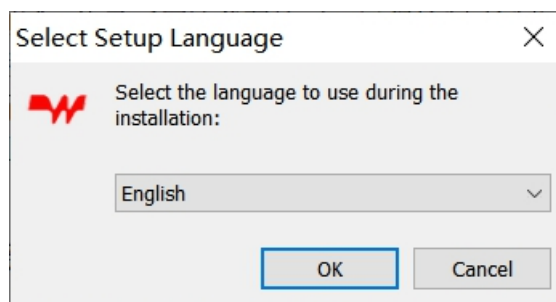 Select Setup Language
Select the language to use during the
installation:
English
OK
Cancel